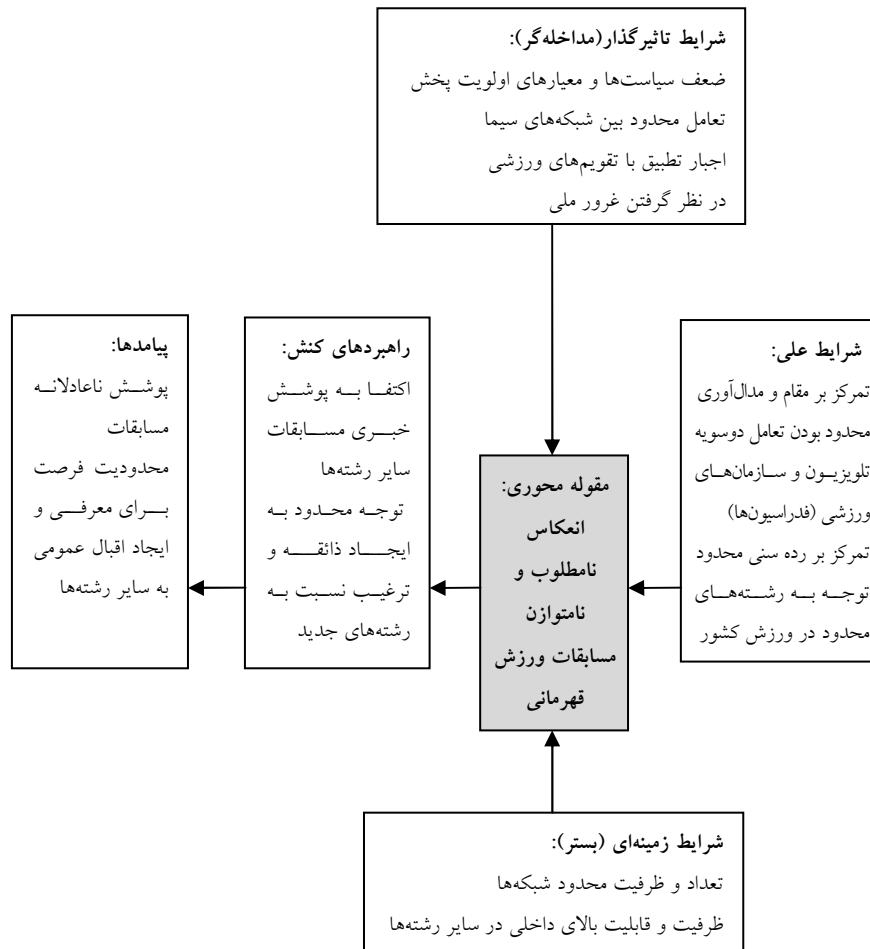 شرایط تاثیرگذار(مداخله‌گر):
ضعف سیاست‌ها و معیارهای اولویت پخش
تعامل محدود بین شبکه‌های سیما
اجبار تطبیق با تقویم‌های ورزشی
در نظر گرفتن غرور ملی
شرایط علی:
تمرکز بر مقام و مدال‌آوری
محدود بودن تعامل دوسویه
تلویزیون و سازمان‌های
ورزشی (فدراسیون‌ها)
تمرکز بر رده سنی محدود
توجه به رشته‌های
محدود در ورزش کشور
مقوله محوری:
انعکاس
نامطلوب و
نامتوازن
مسابقات ورزش
قهرمانی
راهبردهای کنش:
اکتفا به پوشش
خبری مسابقات
سایر رشته‌ها
توجه محدود به
ایجاد ذائقه و
ترغیب نسبت به
رشته‌های جدید
پیامدها:
پوشش ناعادلانه
مسابقات
محدودیت فرصت
برای معرفی و
ایجاد اقبال عمومی
به سایر رشته‌ها
شرایط زمینه‌ای (بستر):
تعداد و ظرفیت محدود شبکه‌ها
ظرفیت و قابلیت بالای داخلی در سایر رشته‌ها